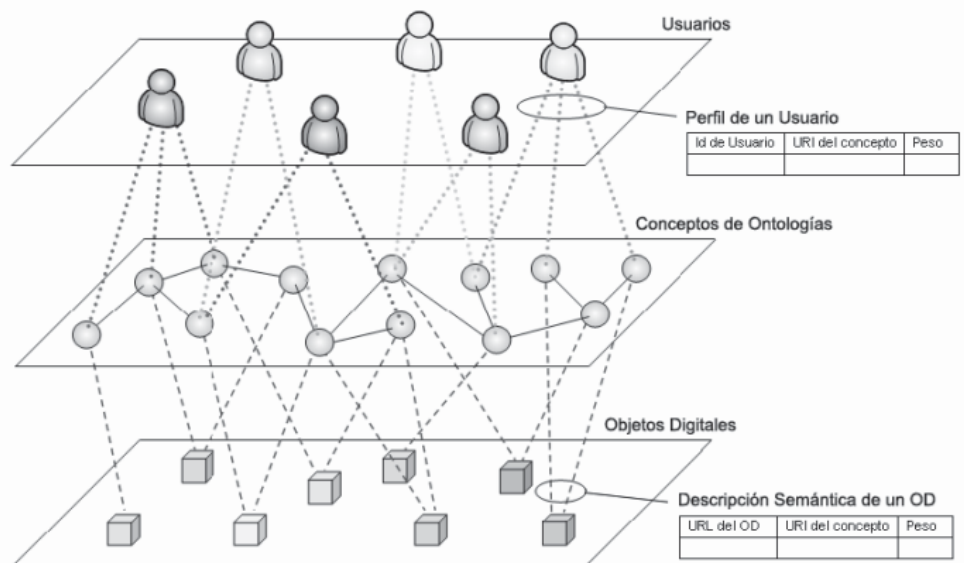 Usuarios
Perfil de un Usuario
Id de Usuario URI del concepto Peso
Conceptos de Ontologías
Objetos Digitales
Descripción Semántica de un OD
URL del OD URI del concepto Peso